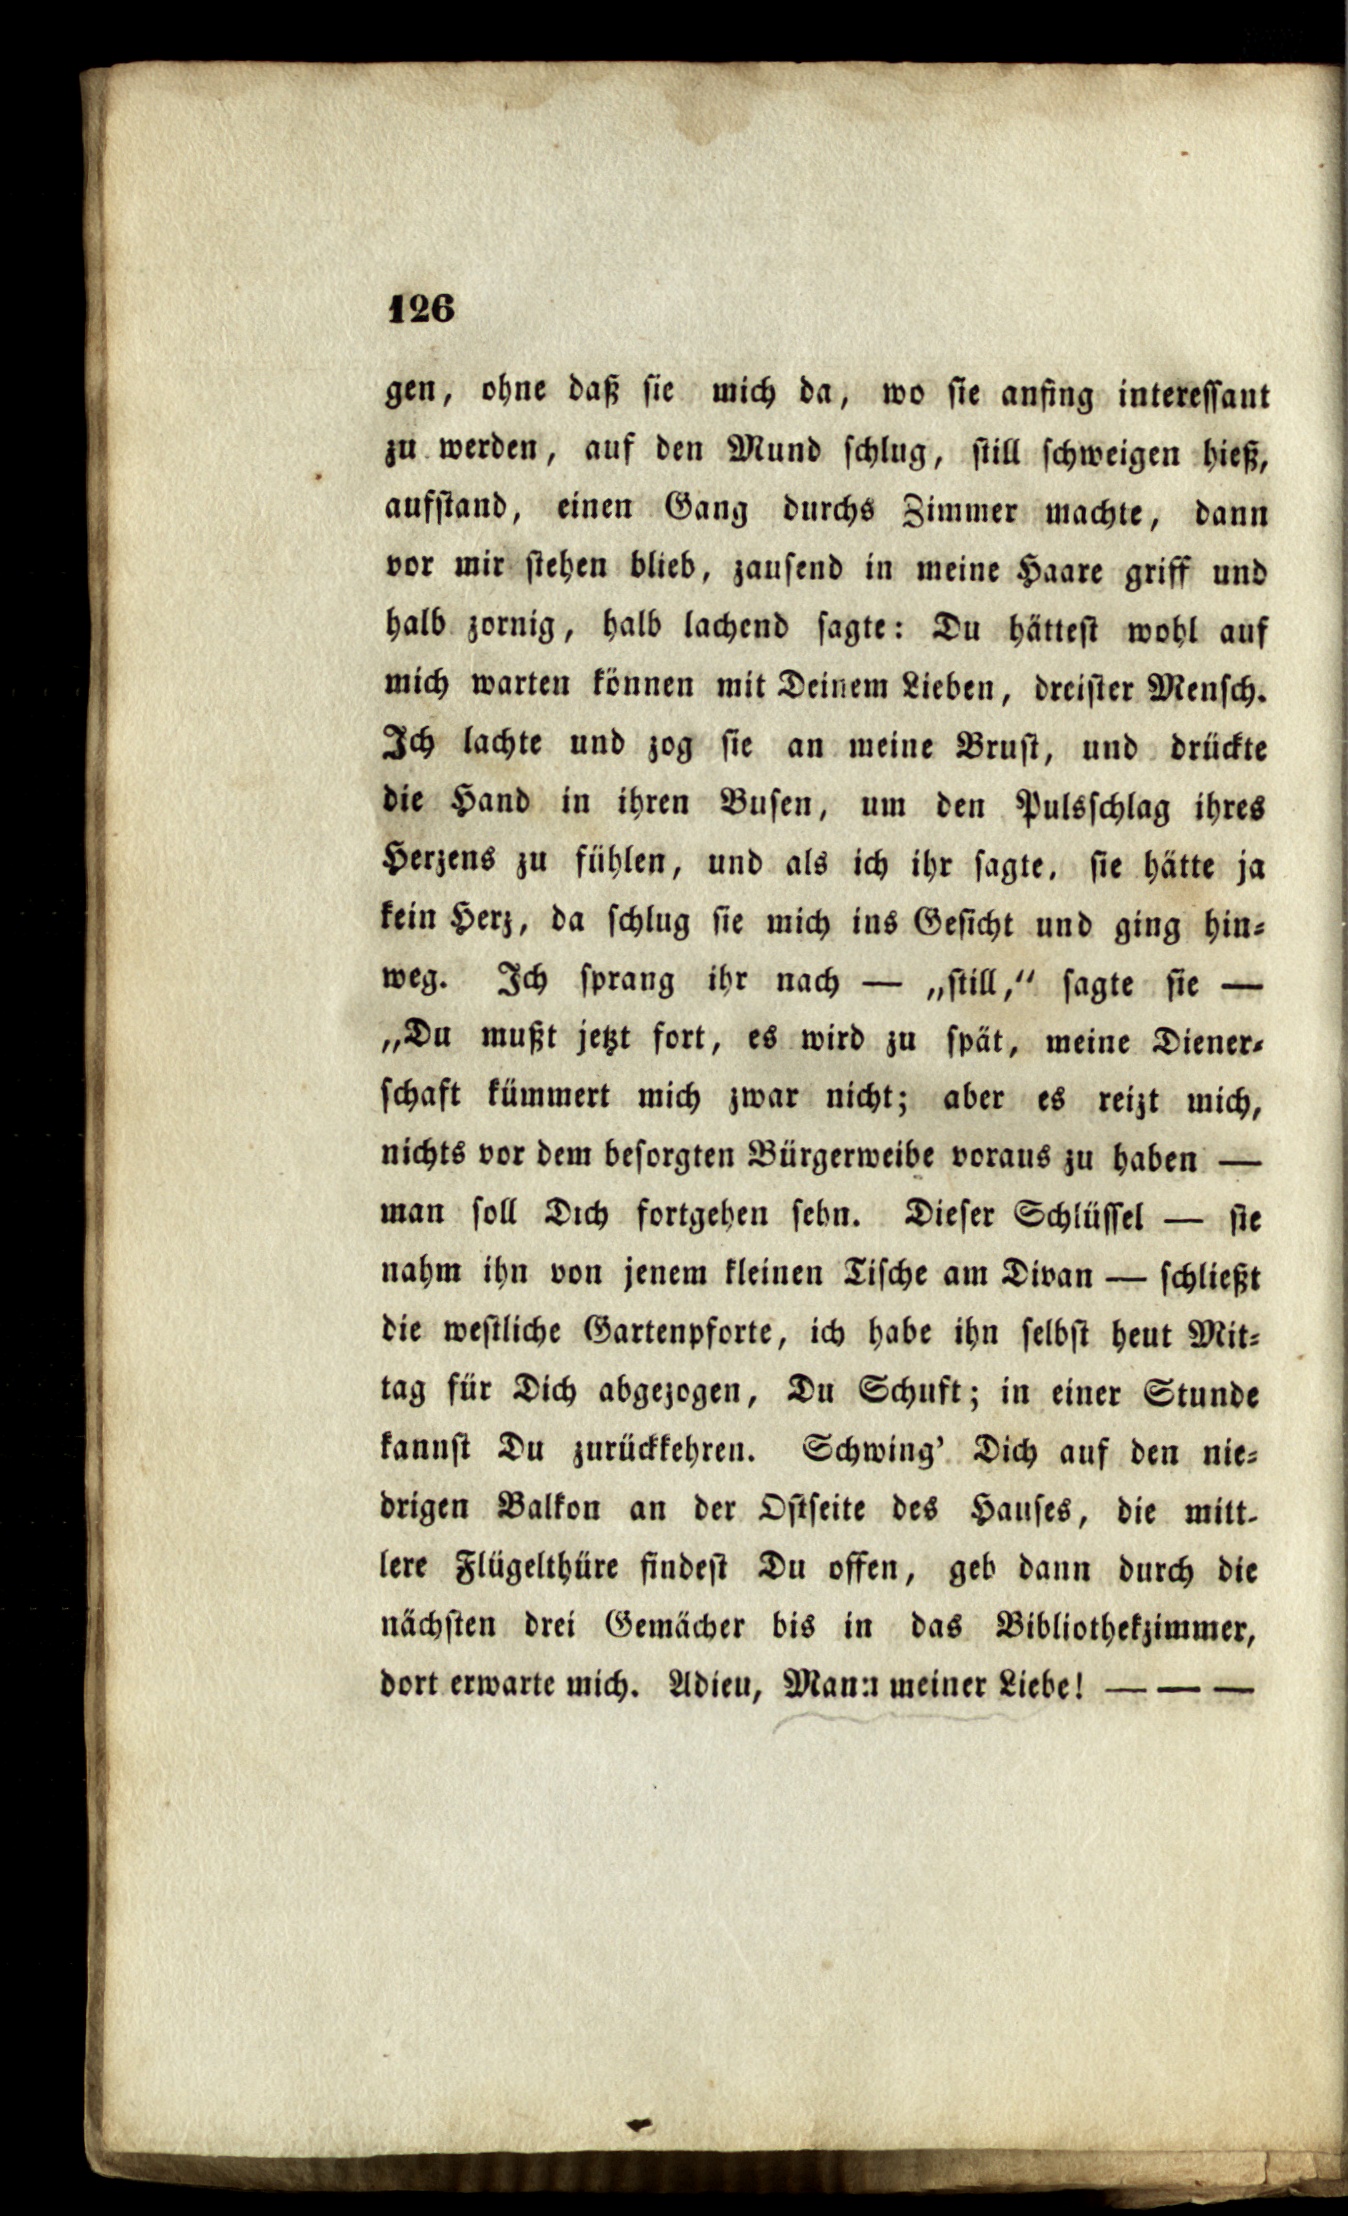 126
gen, ohne daß ſie mich da, wo ſie anfing intereſſant
zu werden, auf den Mund ſchlug, ſtill ſchweigen hieß,
aufſtand, einen Gang durchs Zimmer machte, dann
vor mir ſtehen blieb, zauſend in meine Haare griff und
halb zornig, halb lachend ſagte: Du hätteſt wohl auf
mich warten können mit Deinem Lieben, dreiſter Menſch.
Ich lachte und zog ſie an meine Bruſt, und drückte
die Hand in ihren Buſen, um den Pulsſchlag ihres
Herzens zu fühlen, und als ich ihr ſagte, ſie hätte ja
kein Herz, da ſchlug ſie mich ins Geſicht und ging hin-
weg. Ich ſprang ihr nach — „ſtill,“ ſagte ſie —
„Du mußt jetzt fort, es wird zu ſpät, meine Diener-
ſchaft kümmert mich zwar nicht; aber es reizt mich,
nichts vor dem beſorgten Bürgerweibe voraus zu haben —
man ſoll Dich fortgehen ſehn. Dieſer Schlüſſel — ſie
nahm ihn von jenem kleinen Tiſche am Divan — ſchließt
die weſtliche Gartenpforte, ich habe ihn ſelbſt heut Mit-
tag für Dich abgezogen, Du Schuft; in einer Stunde
kannſt Du zurückkehren. Schwing' Dich auf den nie-
drigen Balkon an der Oſtſeite des Hauſes, die mitt-
lere Flügelthüre findeſt Du offen, geh dann durch die
nächſten drei Gemächer bis in das Bibliothekzimmer,
dort erwarte mich. Adieu, Mann meiner Liebe! — — —